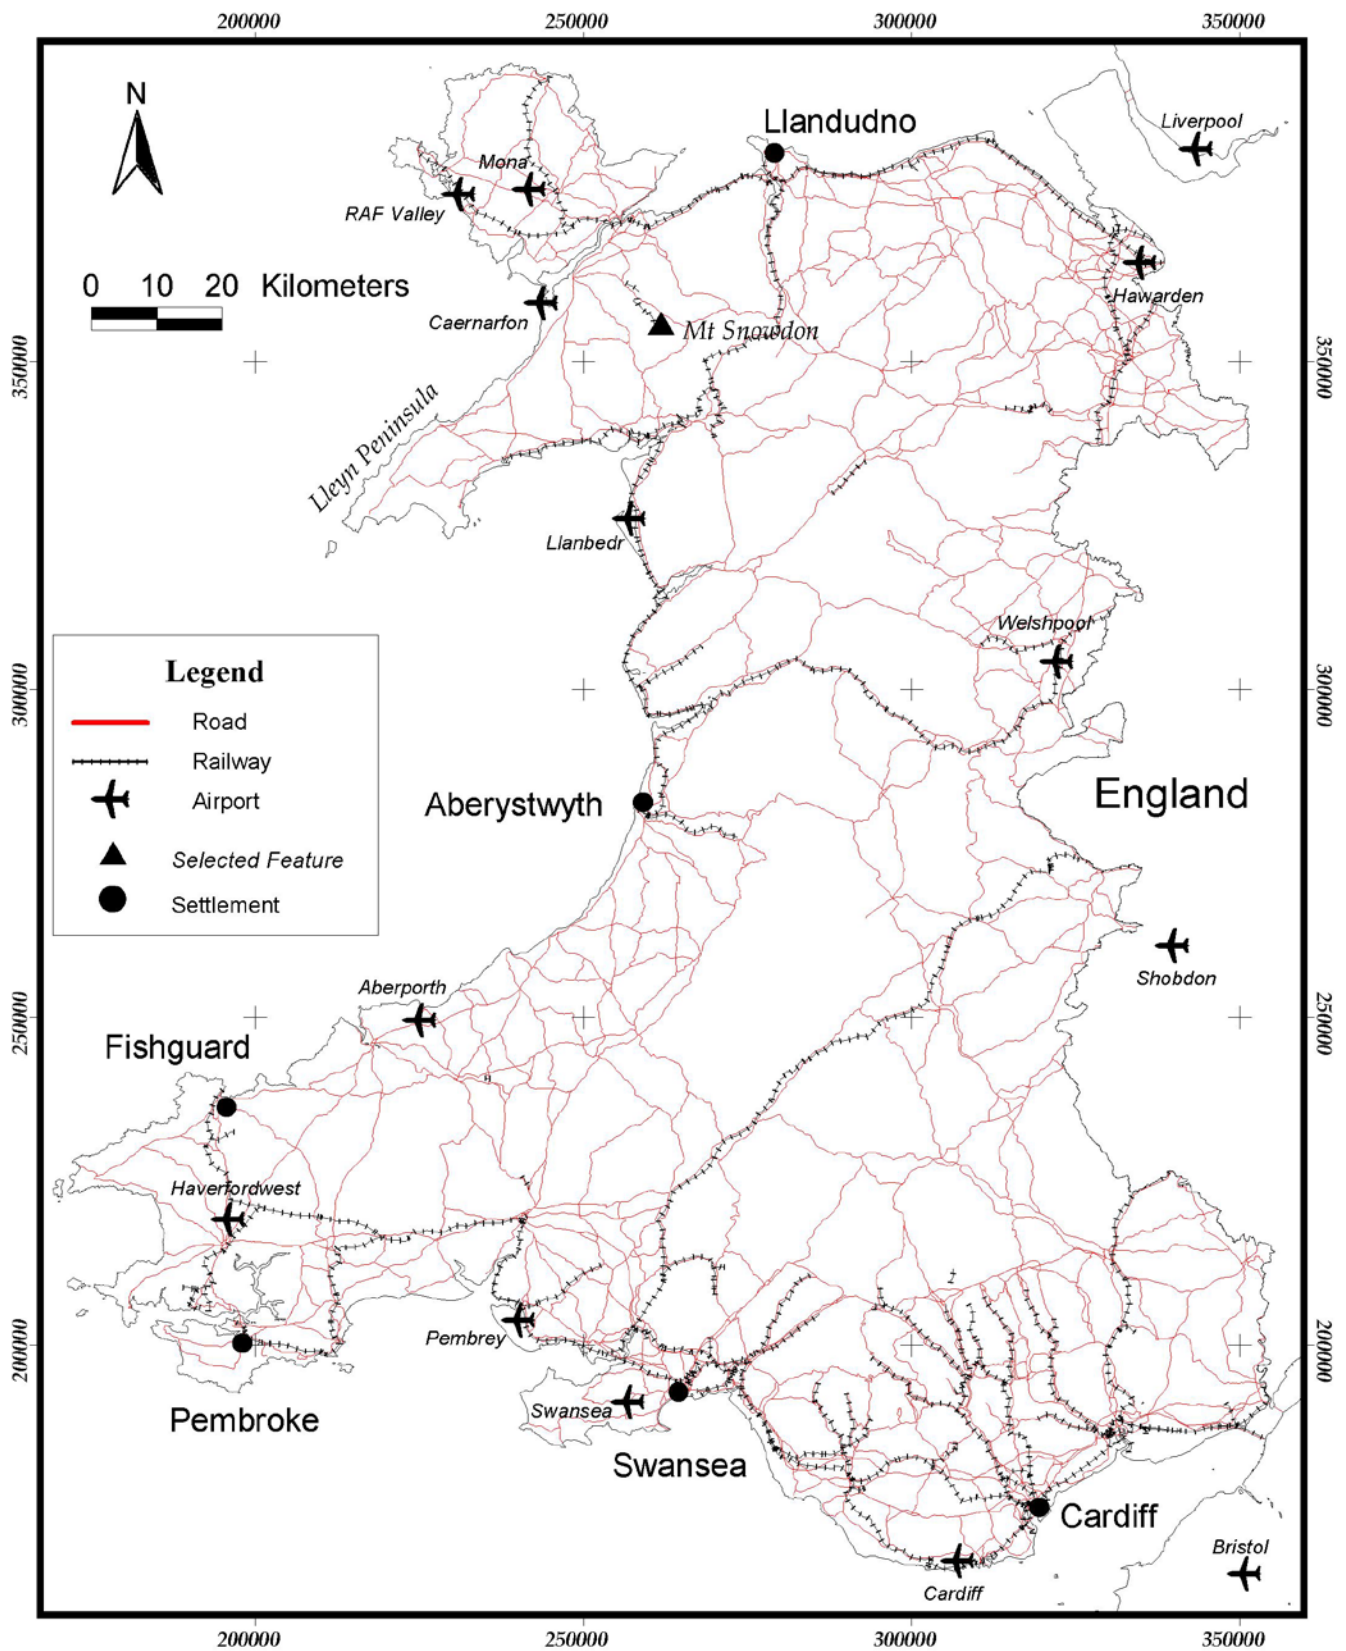 200000 250000 300000 350000
N
Llandudno
Liverpool
Mona
RAF Valley
0 10 20 Kilometers
Hawarden
Caernarfon
Mt Snowdon
350000 350000
Lleyn Peninsula
Llanbedr
Welshpool
Legend
Road
Railway
Airport
Selected Feature
Settlement
300000 300000
England
Aberystwyth
Shobdon
Aberporth
250000 250000
Fishguard
Haverfordwest
Pembrey
200000 200000
Pembroke
Swansea
Swansea
Cardiff
Bristol
Cardiff
200000 250000 300000 350000